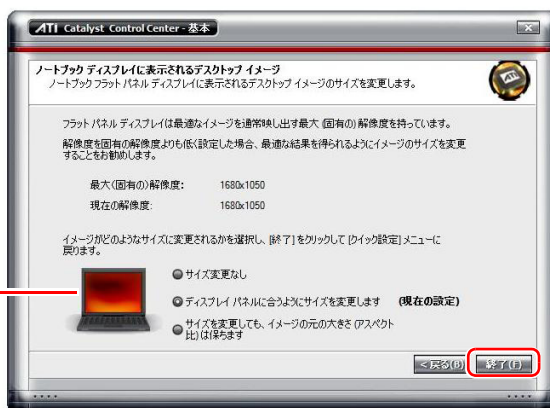 ATI Catalyst Control Center - 基本
ノートブック ディスプレイに表示されるデスクトップ イメージ
ノートブック フラット パネル ディスプレイに表示されるデスクトップ イメージのサイズを変更します。
ATI
フラット パネル ディスプレイは最適なイメージを通常映し出す最大 (固有の) 解像度を持っています。
解像度を固有の解像度よりも低く設定した場合、最適な結果を得られるようにイメージのサイズを変更
することをお勧めします。
最大(固有の)解像度: 1680x1050
現在の解像度: 1680x1050
イメージがどのようなサイズに変更されるかを選択し、[終了] をクリックして [クイック設定] メニューに
戻ります。
サイズ変更なし
ディスプレイ パネルに合うようにサイズを変更します (現在の設定)
サイズを変更しても、イメージの元の大きさ (アスペクト
比) は保ちます
< 戻る(B) 終了(F)